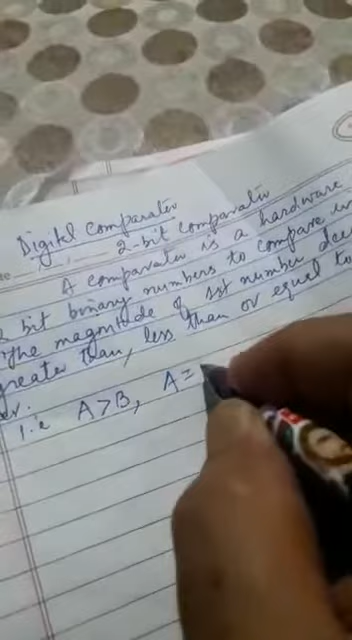 Digital Comparator
2-bit comparator
A comparator is a hardware
2 bit binary numbers to compare
The magnitude of 1st number
greater than, less than or equal to
i.e A>B, A=